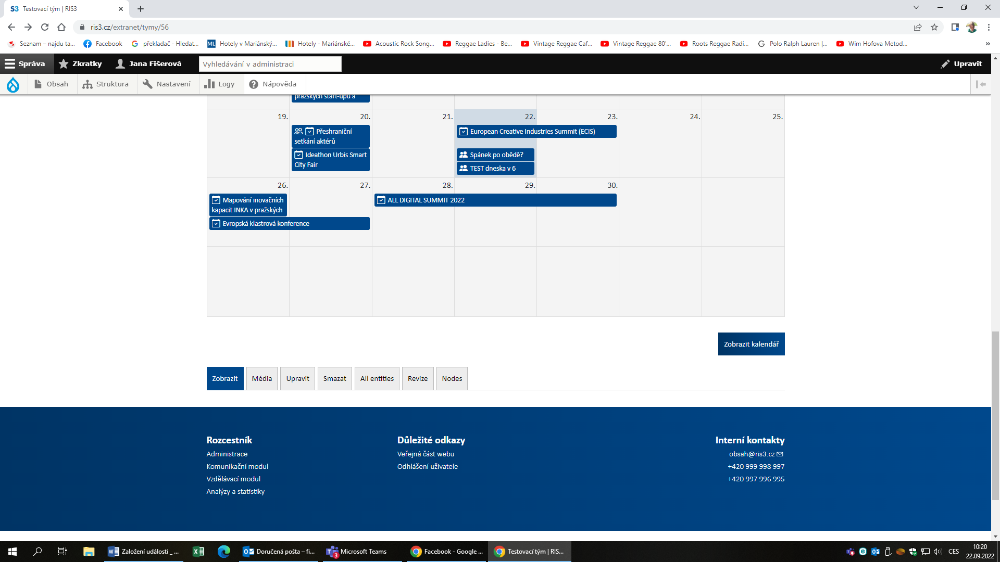 Testovací tým | RIS3
ris3.cz/extranet/tymy/56
Seznam – najdu ta...
Facebook
překladač - Hledat...
Hotely v Mariánský...
Hotely - Mariánské...
Acoustic Rock Song...
Reggae Ladies - Be...
Vintage Reggae Caf...
Vintage Reggae 80'...
Roots Reggae Radi...
Polo Ralph Lauren |...
Wim Hofova Metod...
Správa
Zkratky
Jana Fišerová
Vyhledávání v administraci
Upravit
Obsah
Struktura
Nastavení
Logy
Nápověda
pražských start-upů a
19.
20.
21.
22.
23.
24.
25.
Přeshraniční
setkání aktérů
Ideathon Urbis Smart
City Fair
European Creative Industries Summit (ECIS)
Spánek po obědě?
TEST dneska v 6
26.
27.
28.
29.
30.
Mapování inovačních
kapacit INKA v pražských
Evropská klastrová konference
ALL DIGITAL SUMMIT 2022
Zobrazit kalendář
Zobrazit
Média
Upravit
Smazat
All entities
Revize
Nodes
Rozcestník
Administrace
Komunikační modul
Vzdělávací modul
Analýzy a statistiky
Důležité odkazy
Veřejná část webu
Odhlášení uživatele
Interní kontakty
obsah@ris3.cz
+420 999 998 997
+420 997 996 995
Založení události _ ...
Doručená pošta – fi...
Microsoft Teams
3
Facebook - Google ...
Testovací tým | RIS...
CES
10:20
22.09.2022